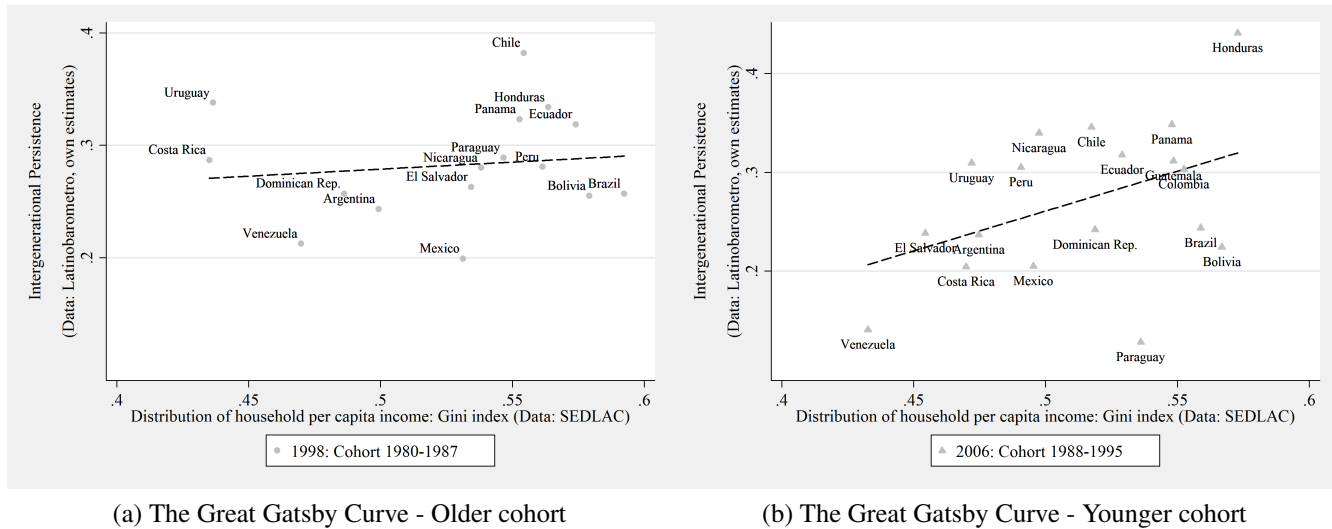 Intergenerational Persistence
(Data: Latinobarometro, own estimates)
.4
.3
.2
Chile
Uruguay
Honduras
Panama
Ecuador
Costa Rica
Paraguay
Nicaragua
Peru
El Salvador
Dominican Rep.
Argentina
Bolivia
Brazil
Venezuela
Mexico
.4
.45
.5
.55
.6
Distribution of household per capita income: Gini index (Data: SEDLAC)
1998: Cohort 1980-1987
(a) The Great Gatsby Curve - Older cohort
Intergenerational Persistence
(Data: Latinobarometro, own estimates)
.4
.3
.2
Honduras
Panama
Chile
Nicaragua
Ecuador
Guatemala
Uruguay
Peru
Colombia
El Salvador
Argentina
Dominican Rep.
Brazil
Bolivia
Costa Rica
Mexico
Venezuela
Paraguay
.4
.45
.5
.55
.6
Distribution of household per capita income: Gini index (Data: SEDLAC)
2006: Cohort 1988-1995
(b) The Great Gatsby Curve - Younger cohort